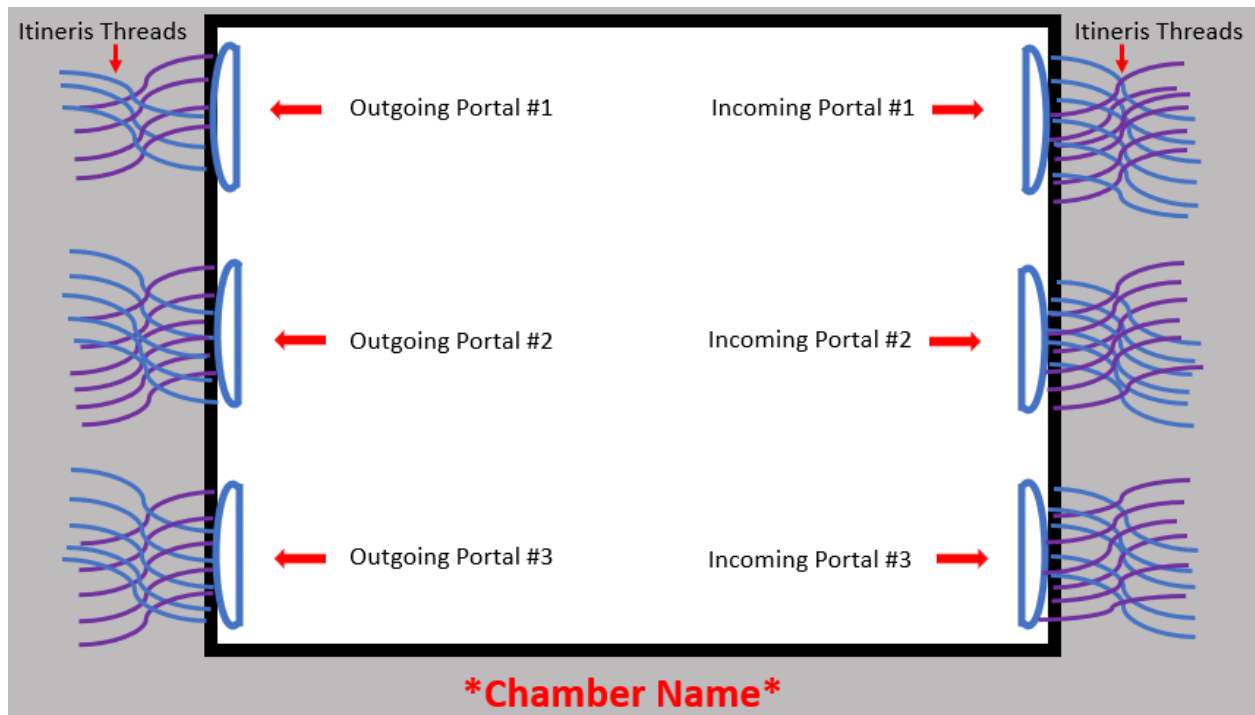 Itineris Threads
Itineris Threads
Outgoing Portal #1
Incoming Portal #1
Outgoing Portal #2
Incoming Portal #2
Outgoing Portal #3
Incoming Portal #3
*Chamber Name*